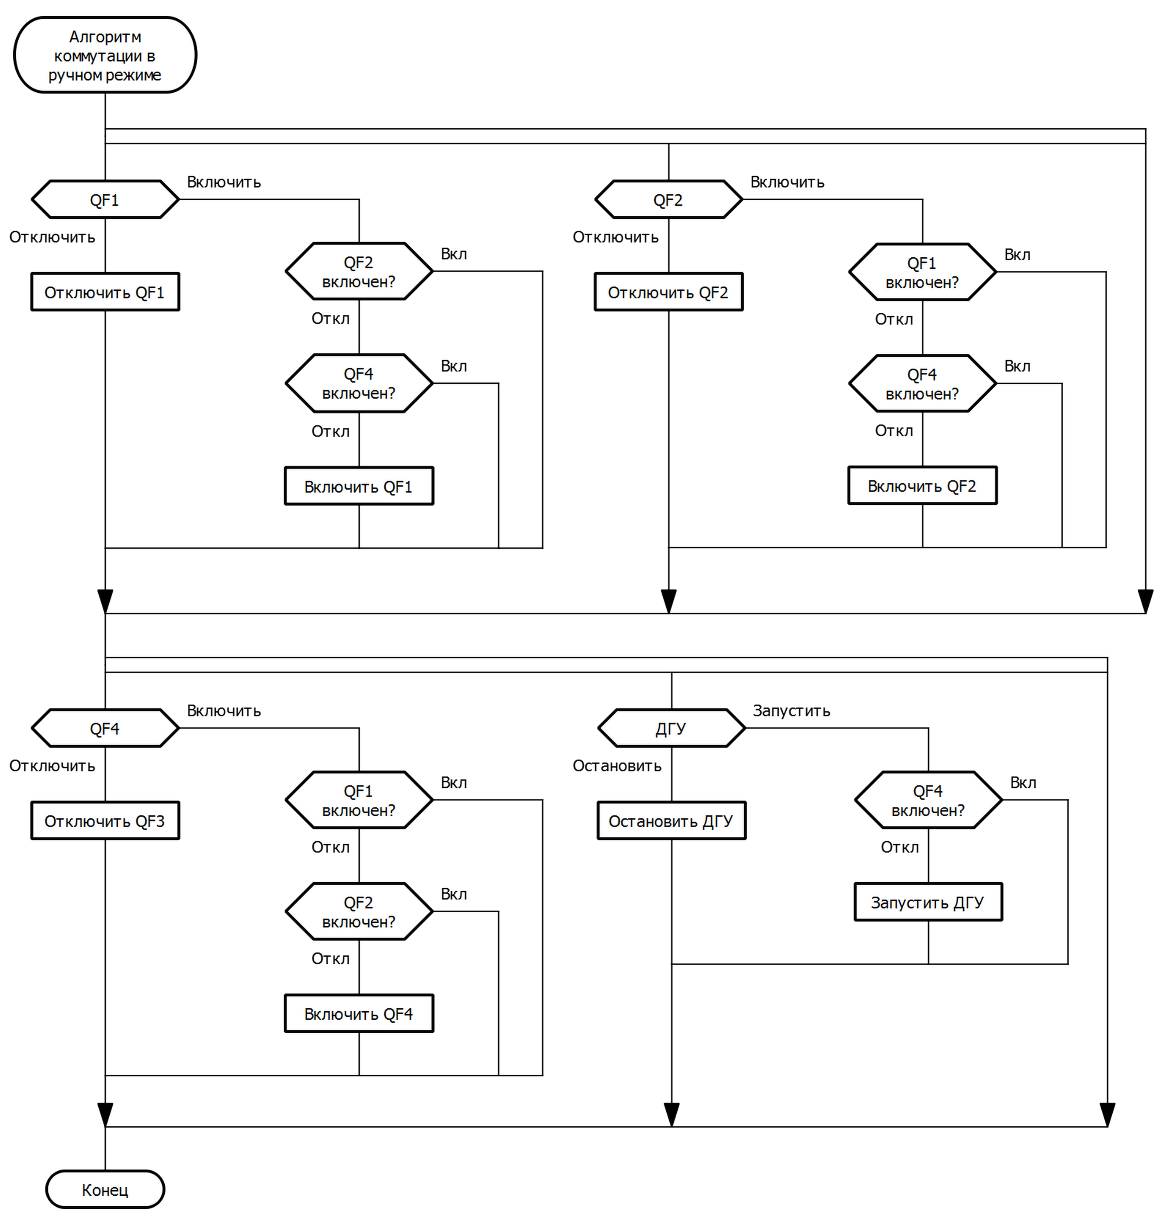 Алгоритм
коммутации в
ручном режиме
QF1
Включить
Отключить
Отключить QF1
QF2
включен?
Вкл
Откл
QF4
включен?
Вкл
Откл
Включить QF1
QF2
Включить
Отключить
Отключить QF2
QF1
включен?
Вкл
Откл
QF4
включен?
Вкл
Откл
Включить QF2
QF4
Включить
Отключить
Отключить QF3
QF1
включен?
Вкл
Откл
QF2
включен?
Вкл
Откл
Включить QF4
ДГУ
Запустить
Остановить
Остановить ДГУ
QF4
включен?
Вкл
Откл
Запустить ДГУ
Конец